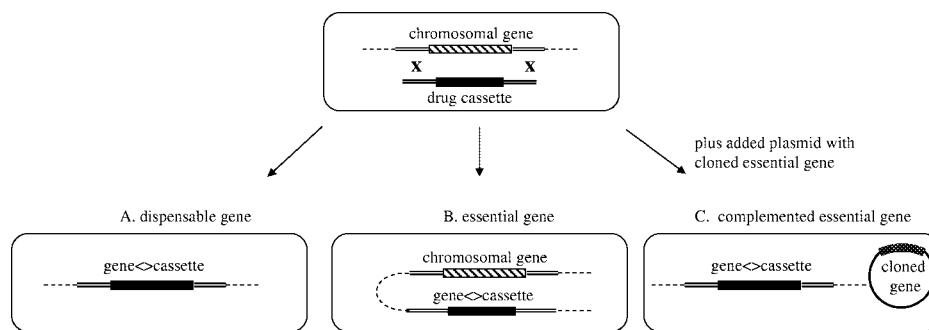 chromosomal gene
x x
drug cassette
plus added plasmid with
cloned essential gene
A. dispensable gene
B. essential gene
C. complemented essential gene
gene<>cassette
chromosomal gene
gene<>cassette
gene<>cassette
cloned
gene